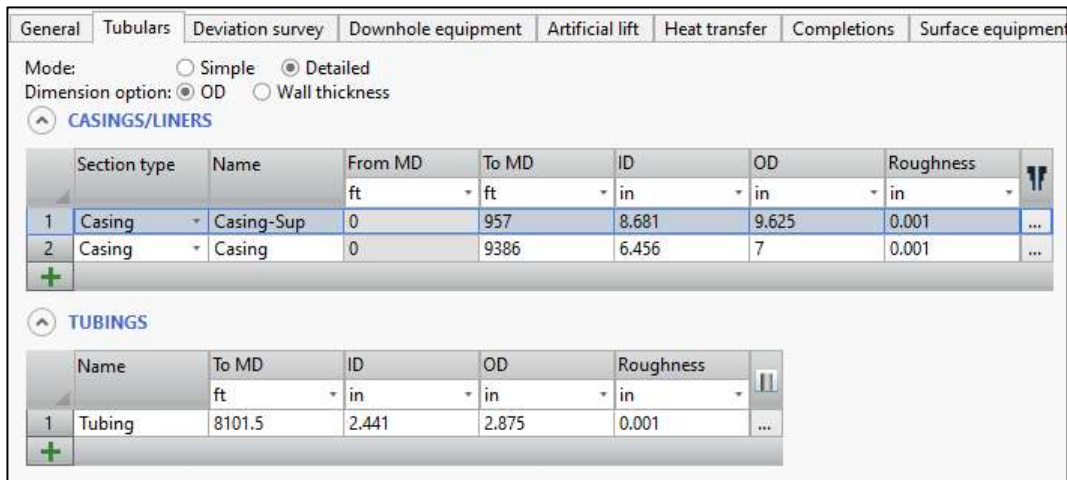 General Tubulars Deviation survey Downhole equipment Artificial lift Heat transfer Completions Surface equipment
Mode: Simple Detailed
Dimension option: OD Wall thickness
CASINGS/LINERS
Section type Name From MD To MD ID OD Roughness
ft ft in in in
1 Casing Casing-Sup 0 957 8.681 9.625 0.001 ...
2 Casing Casing 0 9386 6.456 7 0.001 ...
TUBINGS
Name To MD ID OD Roughness
ft in in in
1 Tubing 8101.5 2.441 2.875 0.001 ...